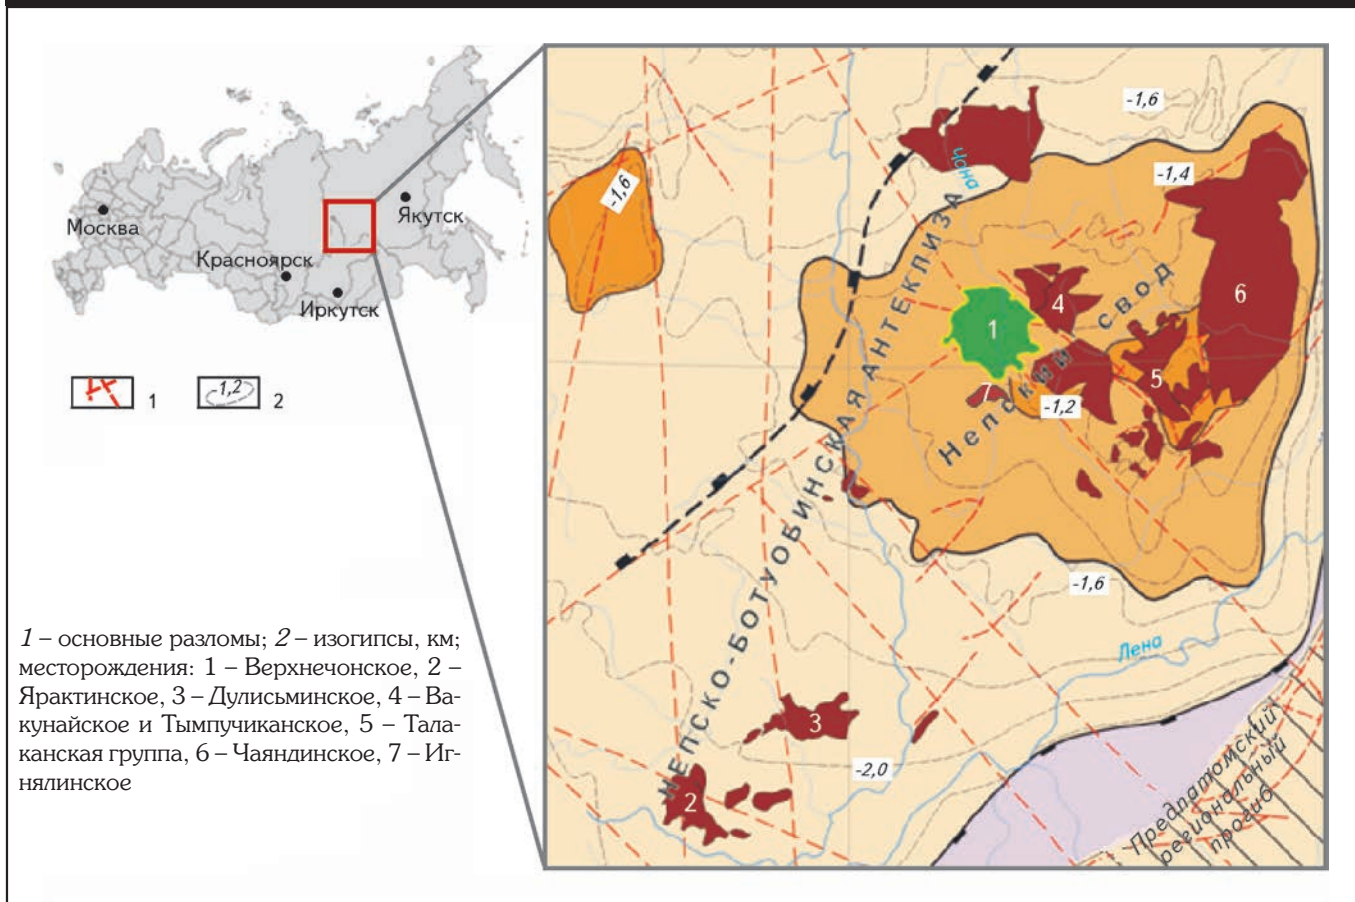 Москва
Якутск
Красноярск
Иркутск
1
-1,2
2
1 – основные разломы; 2 – изогипсы, км;
месторождения: 1 – Верхнечонское, 2 –
Ярактинское, 3 – Дулисьминское, 4 – Ва-
кунайское и Тымпучиканское, 5 – Тала-
канская группа, 6 – Чаяндинское, 7 – Иг-
нялинское
-1,6
-1,6
-1,4
Чана
НЕПСКО-БОТУОБИНСКАЯ АНТЕКЛИЗА
Непский свод
1
4
6
5
7
-1,2
-1,6
Лена
3
-2,0
2
Предпатомский
региональный
прогиб